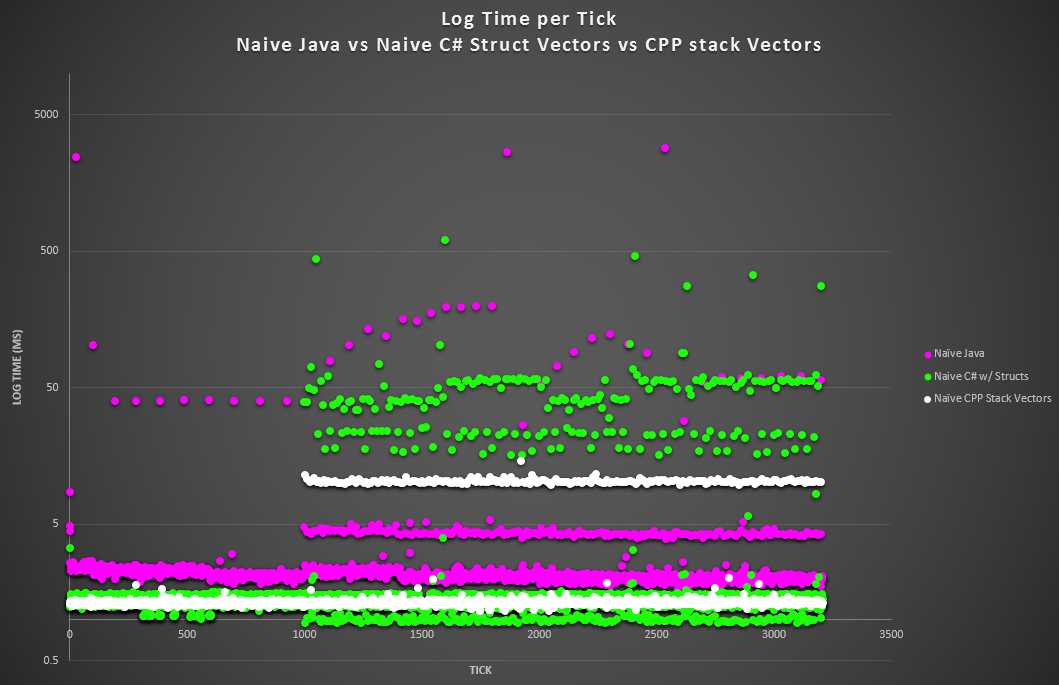 Log Time per Tick
Naive Java vs Naive C# Struct Vectors vs CPP stack Vectors
5000
500
50
5
0.5
LOG TIME (MS)
0 500 1000 1500 2000 2500 3000 3500
TICK
Naïve Java
Naive C# w/ Structs
Naïve CPP Stack Vectors